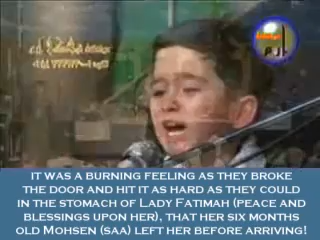 IT WAS A BURNING FEELING AS THEY BROKE
THE DOOR AND HIT IT AS HARD AS THEY COULD
IN THE STOMACH OF LADY FATIMAH (PEACE AND
BLESSINGS UPON HER), THAT HER SIX MONTHS
OLD MOHSEN (SAA) LEFT HER BEFORE ARRIVING!